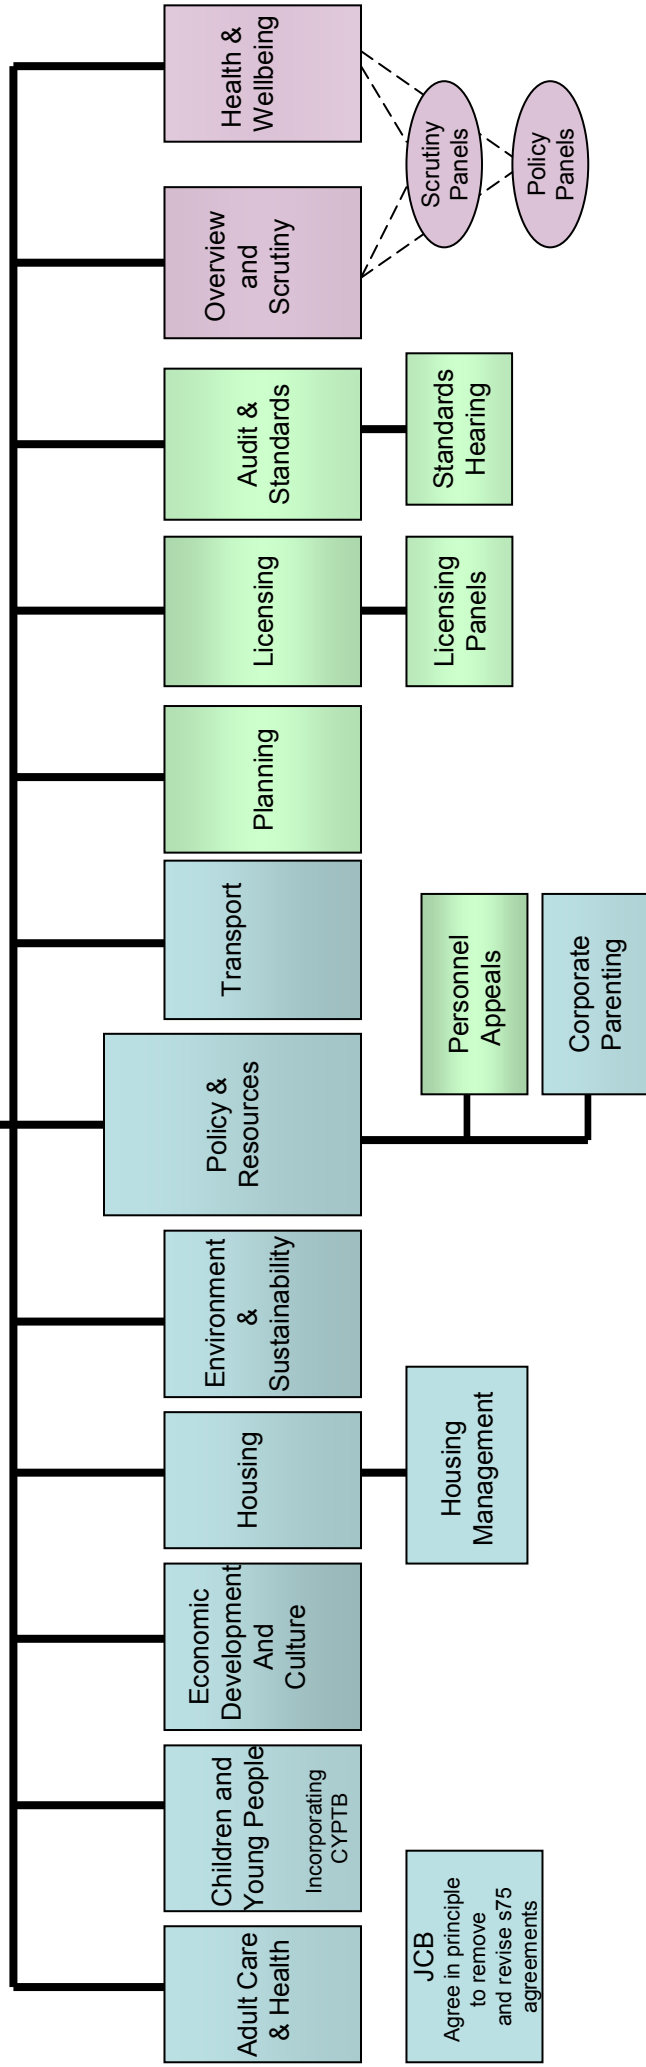 Adult Care
& Health
Children and
Young People
Incorporating
CYPTB
Economic
Development
And
Culture
Housing
Environment
&
Sustainability
Policy &
Resources
Transport
Planning
Licensing
Audit &
Standards
Overview
and
Scrutiny
Health &
Wellbeing
JCB
Agree in principle
to remove
and revise s75
agreements
Housing
Management
Personnel
Appeals
Corporate
Parenting
Licensing
Panels
Standards
Hearing
Scrutiny
Panels
Policy
Panels